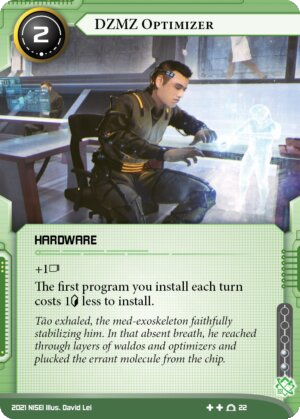 2
DZMZ OPTIMIZER
HARDWARE
+1
The first program you install each turn
costs 1 less to install.
Tāo exhaled, the med-exoskeleton faithfully
stabilizing him. In that absent breath, he reached
through layers of waldos and optimizers and
plucked the errant molecule from the chip.
2021 NISEI Illus. David Lei
22